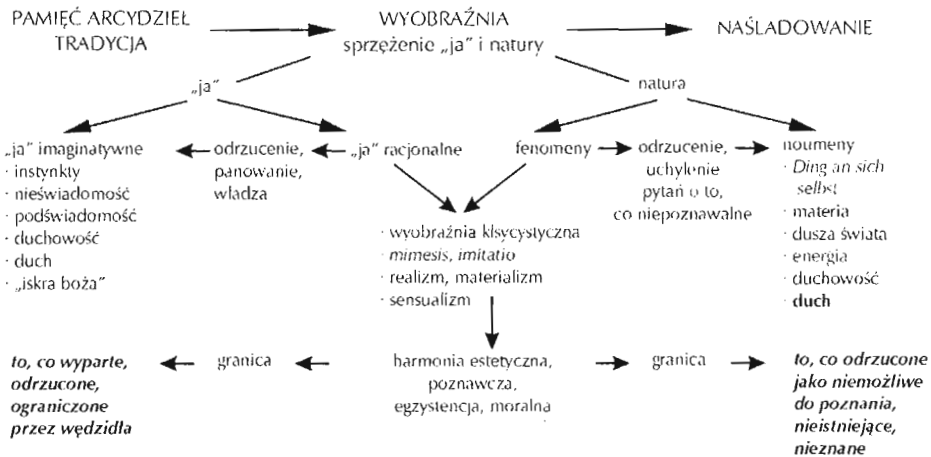 PAMIĘĆ ARCYDZIEŁ
TRADYCJA
WYOBRAŹNIA
sprzężenie „ja” i natury
NAŚLADOWANIE
„ja”
natura
„ja” imaginatywne
· instynkty
· nieświadomość
· podświadomość
· duchowość
· duch
· „iskra boża”
odrzucenie,
panowanie,
władza
„ja” racjonalne
fenomeny
odrzucenie,
uchylenie
pytań o to,
co niepoznawalne
noumeny
· Ding an sich
selbst
· materia
· dusza świata
· energia
· duchowość
· duch
· wyobraźnia klsycystyczna
· mimesis, imitatio
· realizm, materializm
· sensualizm
to, co wyparte,
odrzucone,
ograniczone
przez wędzidła
granica
harmonia estetyczna,
poznawcza,
egzystencja, moralna
granica
to, co odrzucone
jako niemożliwe
do poznania,
nieistniejące,
nieznane